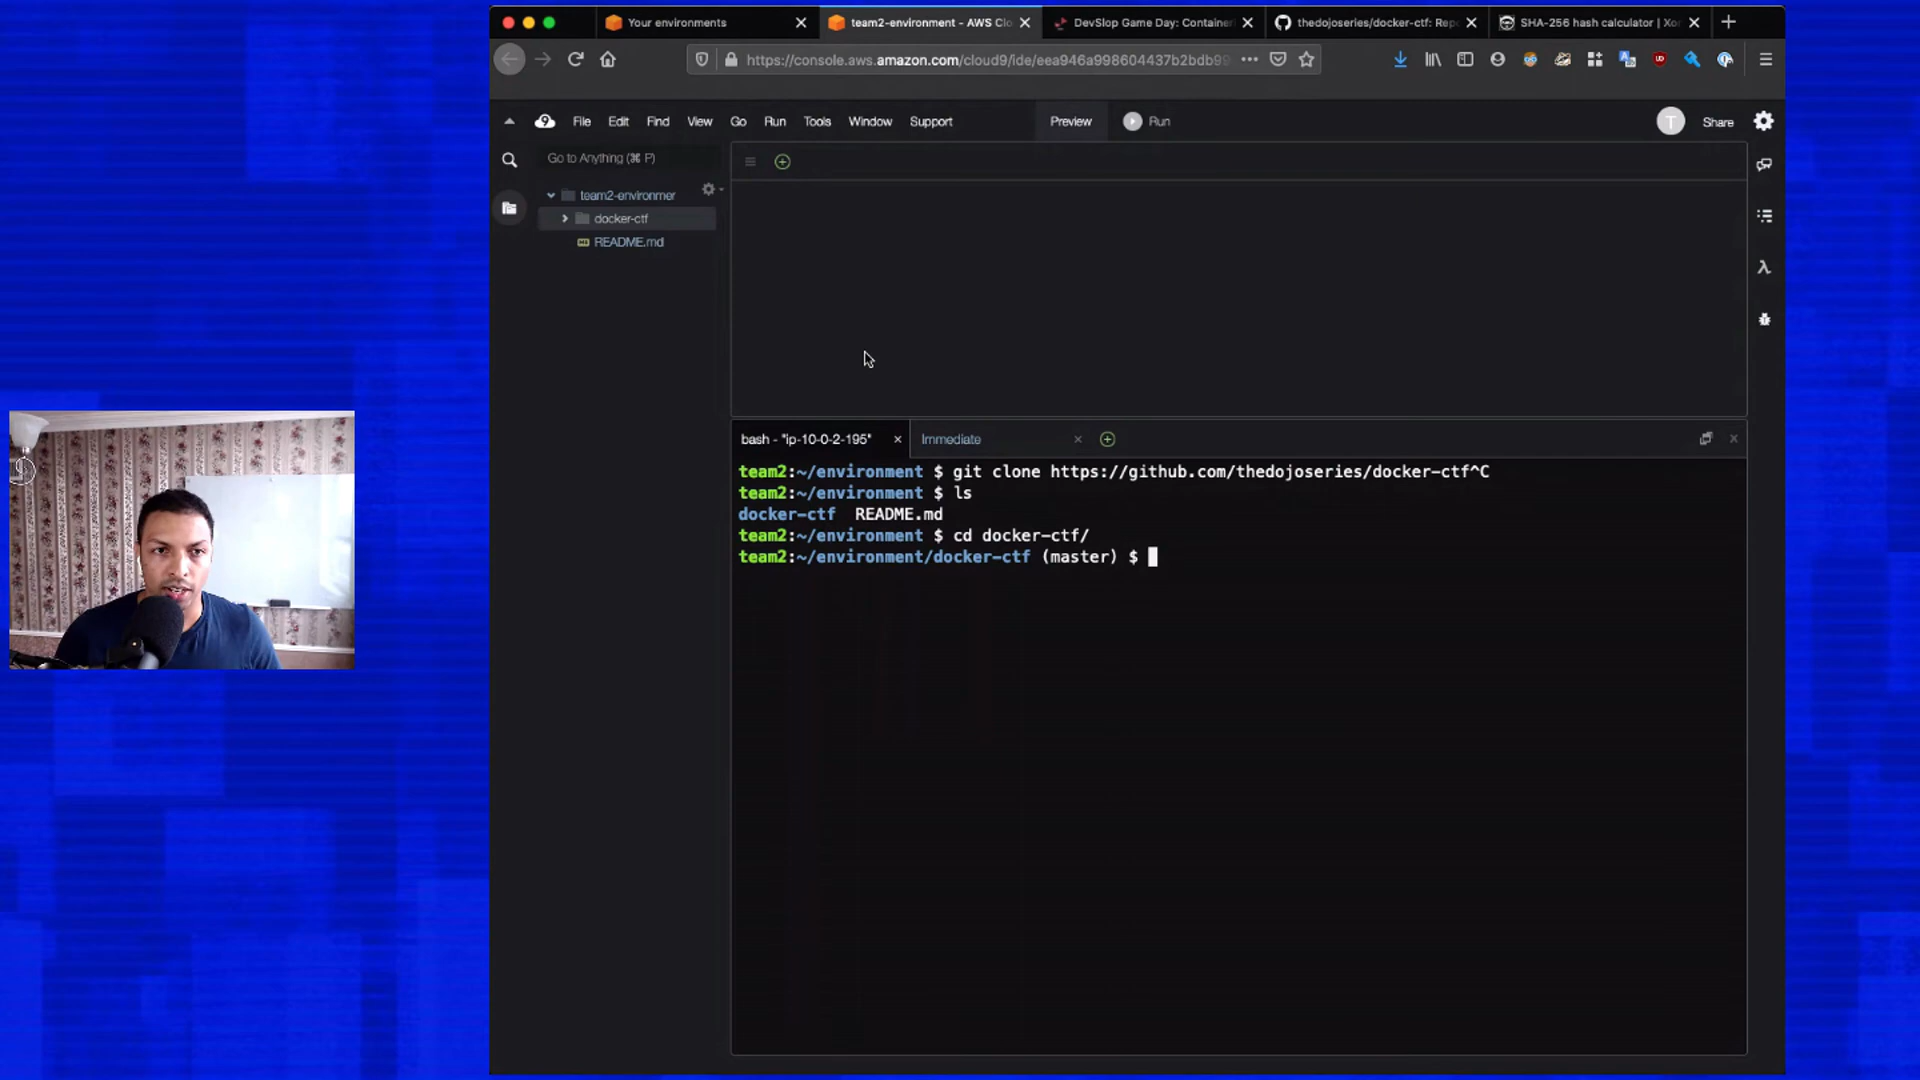 Your environments
team2-environment - AWS Clo
DevSlop Game Day: Container
thedojoseries/docker-ctf: Rep
SHA-256 hash calculator | Xor
https://console.aws.amazon.com/cloud9/ide/eea946a998604437b2bdb99
9 File Edit Find View Go Run Tools Window Support Preview Run T Share
Go to Anything (⌘ P)
team2-environmer
docker-ctf
README.md
bash - "ip-10-0-2-195" Immediate
team2:~/environment $ git clone https://github.com/thedojoseries/docker-ctf^C
team2:~/environment $ ls
docker-ctf README.md
team2:~/environment $ cd docker-ctf/
team2:~/environment/docker-ctf (master) $